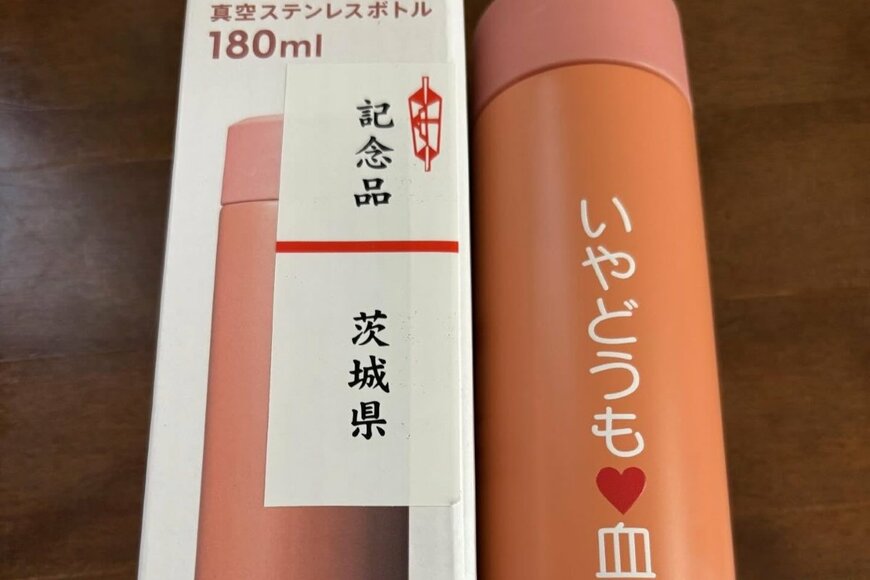 真空ステンレスボトル
180ml
記念品
茨城県
いやどうも♥血